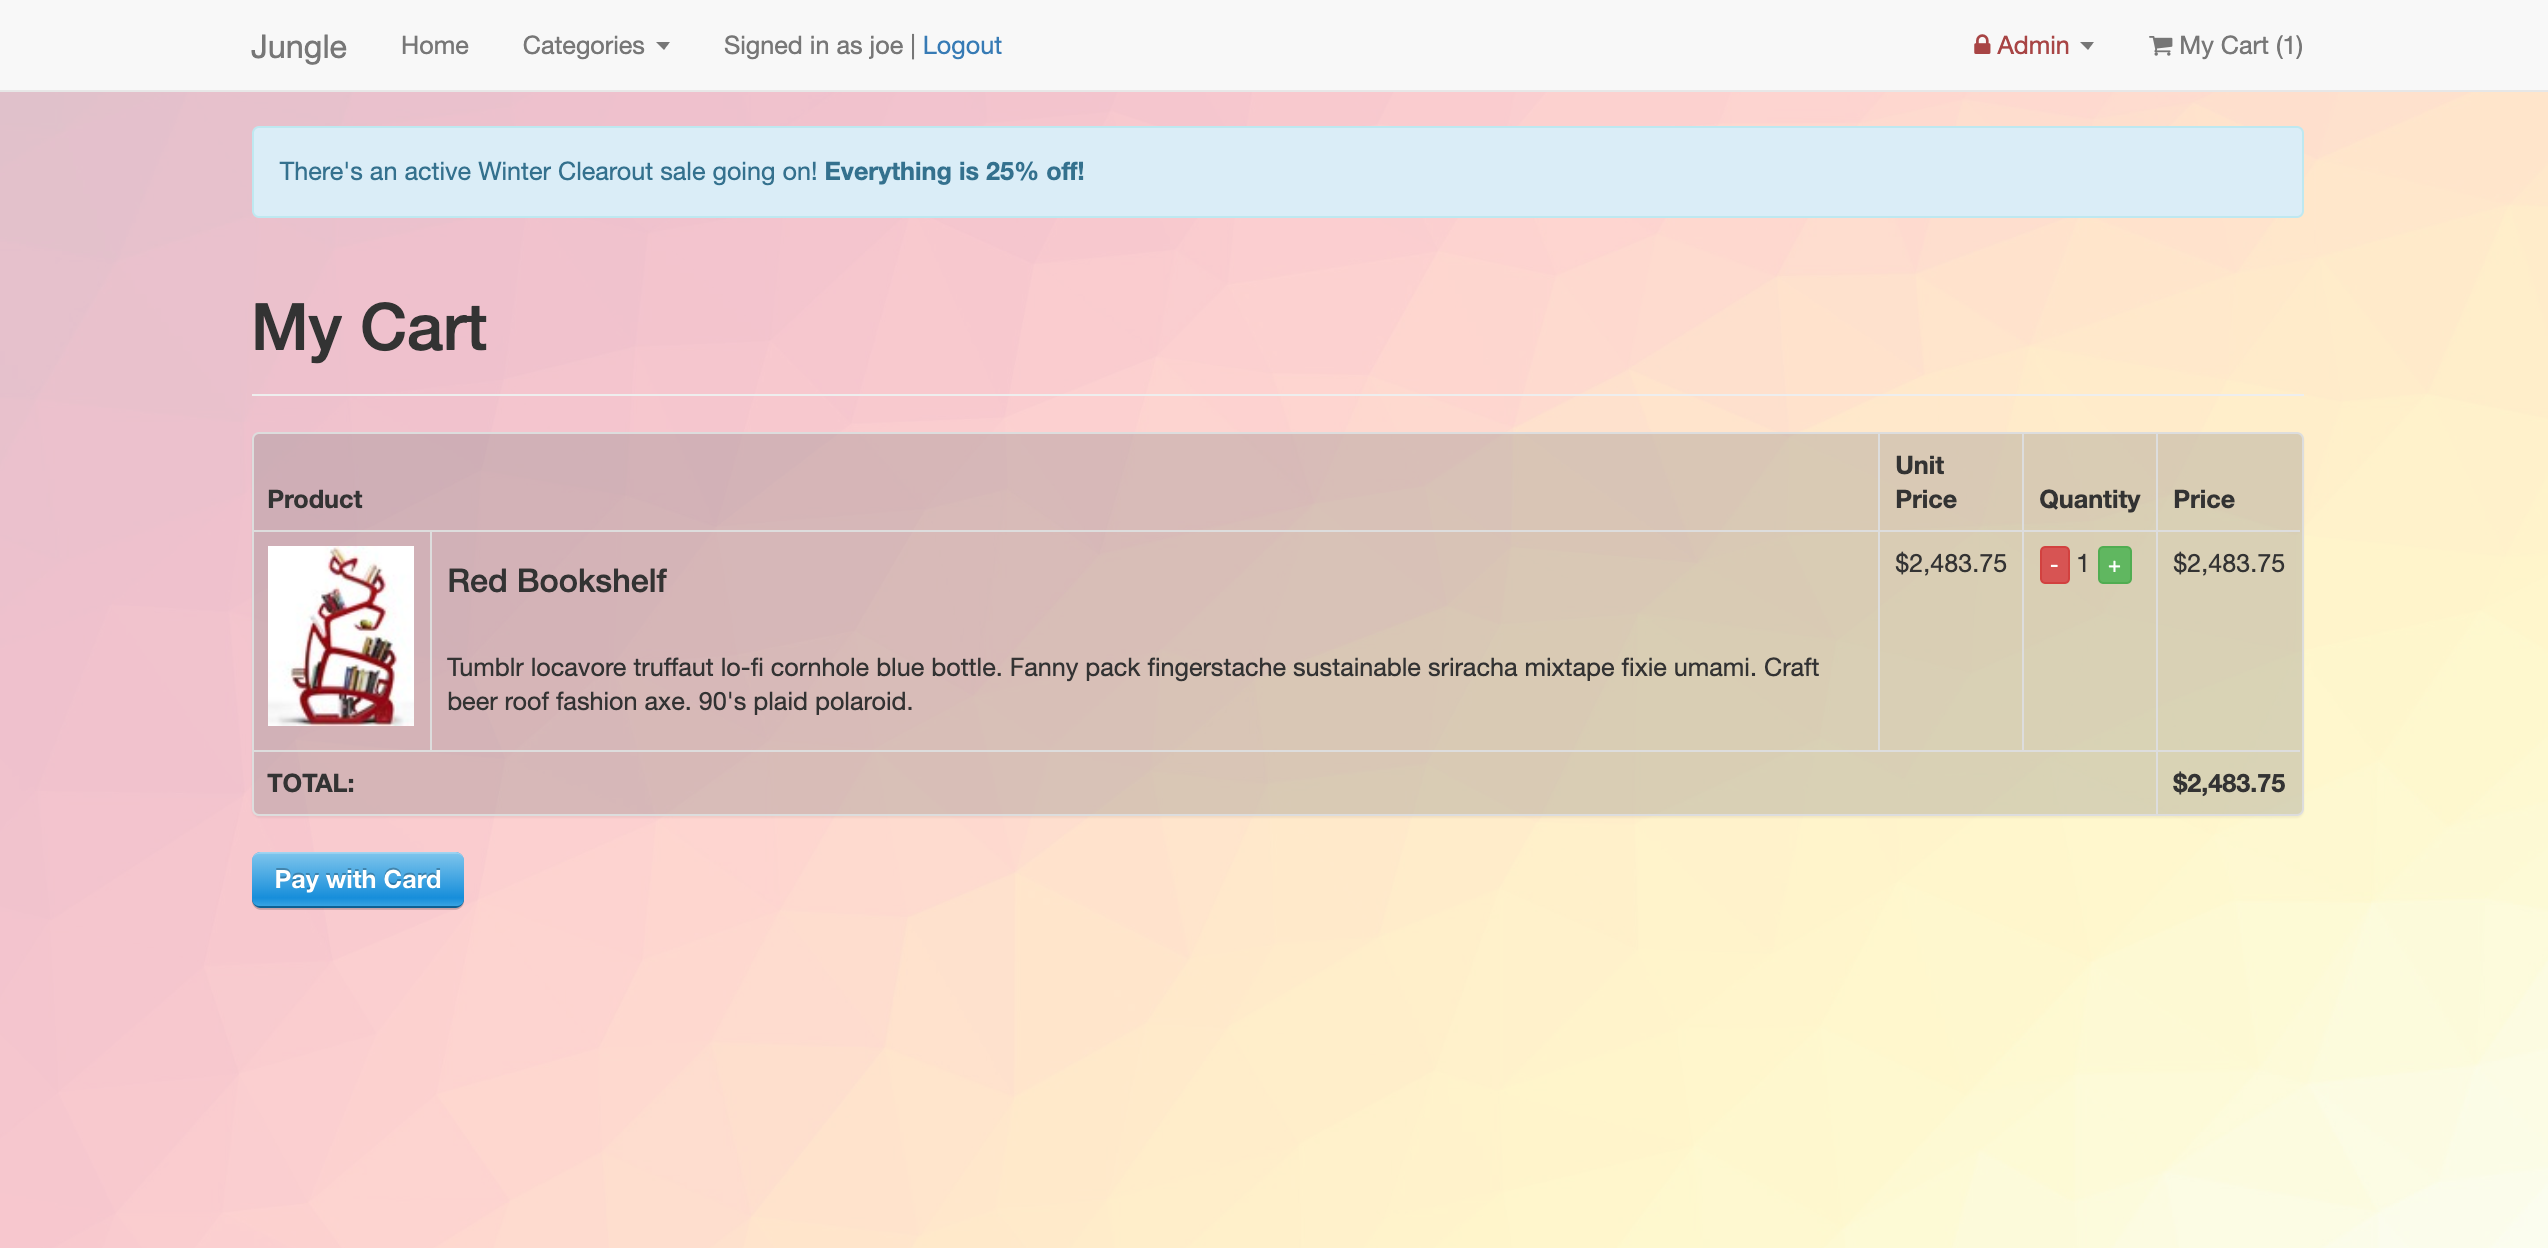 Jungle Home Categories Signed in as joe | Logout Admin My Cart (1)
There's an active Winter Clearout sale going on! Everything is 25% off!
My Cart
Product Unit Price Quantity Price
Red Bookshelf $2,483.75 - 1 + $2,483.75
Tumblr locavore truffaut lo-fi cornhole blue bottle. Fanny pack fingerstache sustainable sriracha mixtape fixie umami. Craft
beer roof fashion axe. 90's plaid polaroid.
TOTAL: $2,483.75
Pay with Card